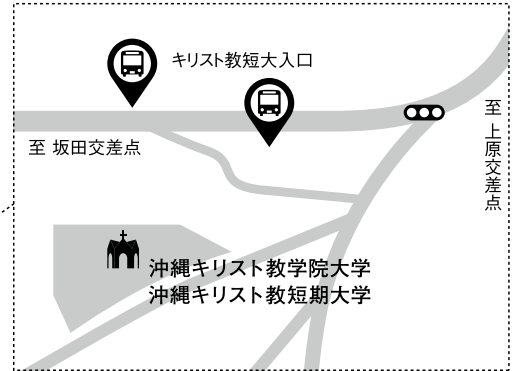 キリスト教短大入口
至 坂田交差点
至 上原交差点
沖縄キリスト教学院大学
沖縄キリスト教短期大学